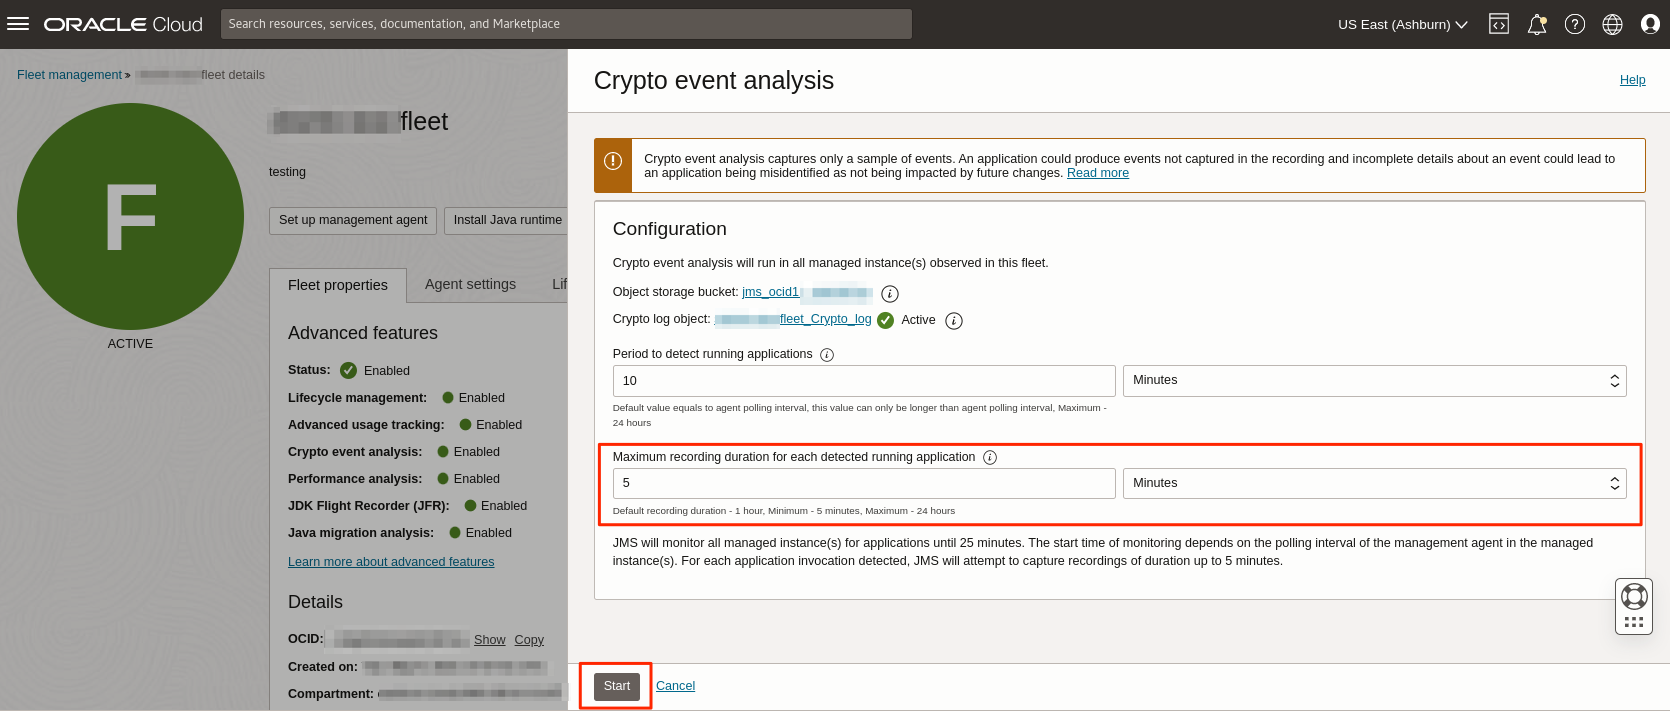 ORACLE Cloud
Search resources, services, documentation, and Marketplace
US East (Ashburn)
Fleet management » fleet details
F
ACTIVE
fleet
testing
Set up management agent
Install Java runtime
Fleet properties
Agent settings
Lif
Advanced features
Status: Enabled
Lifecycle management: Enabled
Advanced usage tracking: Enabled
Crypto event analysis: Enabled
Performance analysis: Enabled
JDK Flight Recorder (JFR): Enabled
Java migration analysis: Enabled
Learn more about advanced features
Details
OCID: Show Copy
Created on:
Compartment:
Crypto event analysis
Help
Crypto event analysis captures only a sample of events. An application could produce events not captured in the recording and incomplete details about an event could lead to
an application being misidentified as not being impacted by future changes. Read more
Configuration
Crypto event analysis will run in all managed instance(s) observed in this fleet.
Object storage bucket: jms_ocid1.
Crypto log object: fleet_Crypto_log Active
Period to detect running applications
10
Minutes
Default value equals to agent polling interval, this value can only be longer than agent polling interval, Maximum -
24 hours
Maximum recording duration for each detected running application
5
Minutes
Default recording duration - 1 hour, Minimum - 5 minutes, Maximum - 24 hours
JMS will monitor all managed instance(s) for applications until 25 minutes. The start time of monitoring depends on the polling interval of the management agent in the managed
instance(s). For each application invocation detected, JMS will attempt to capture recordings of duration up to 5 minutes.
Start
Cancel